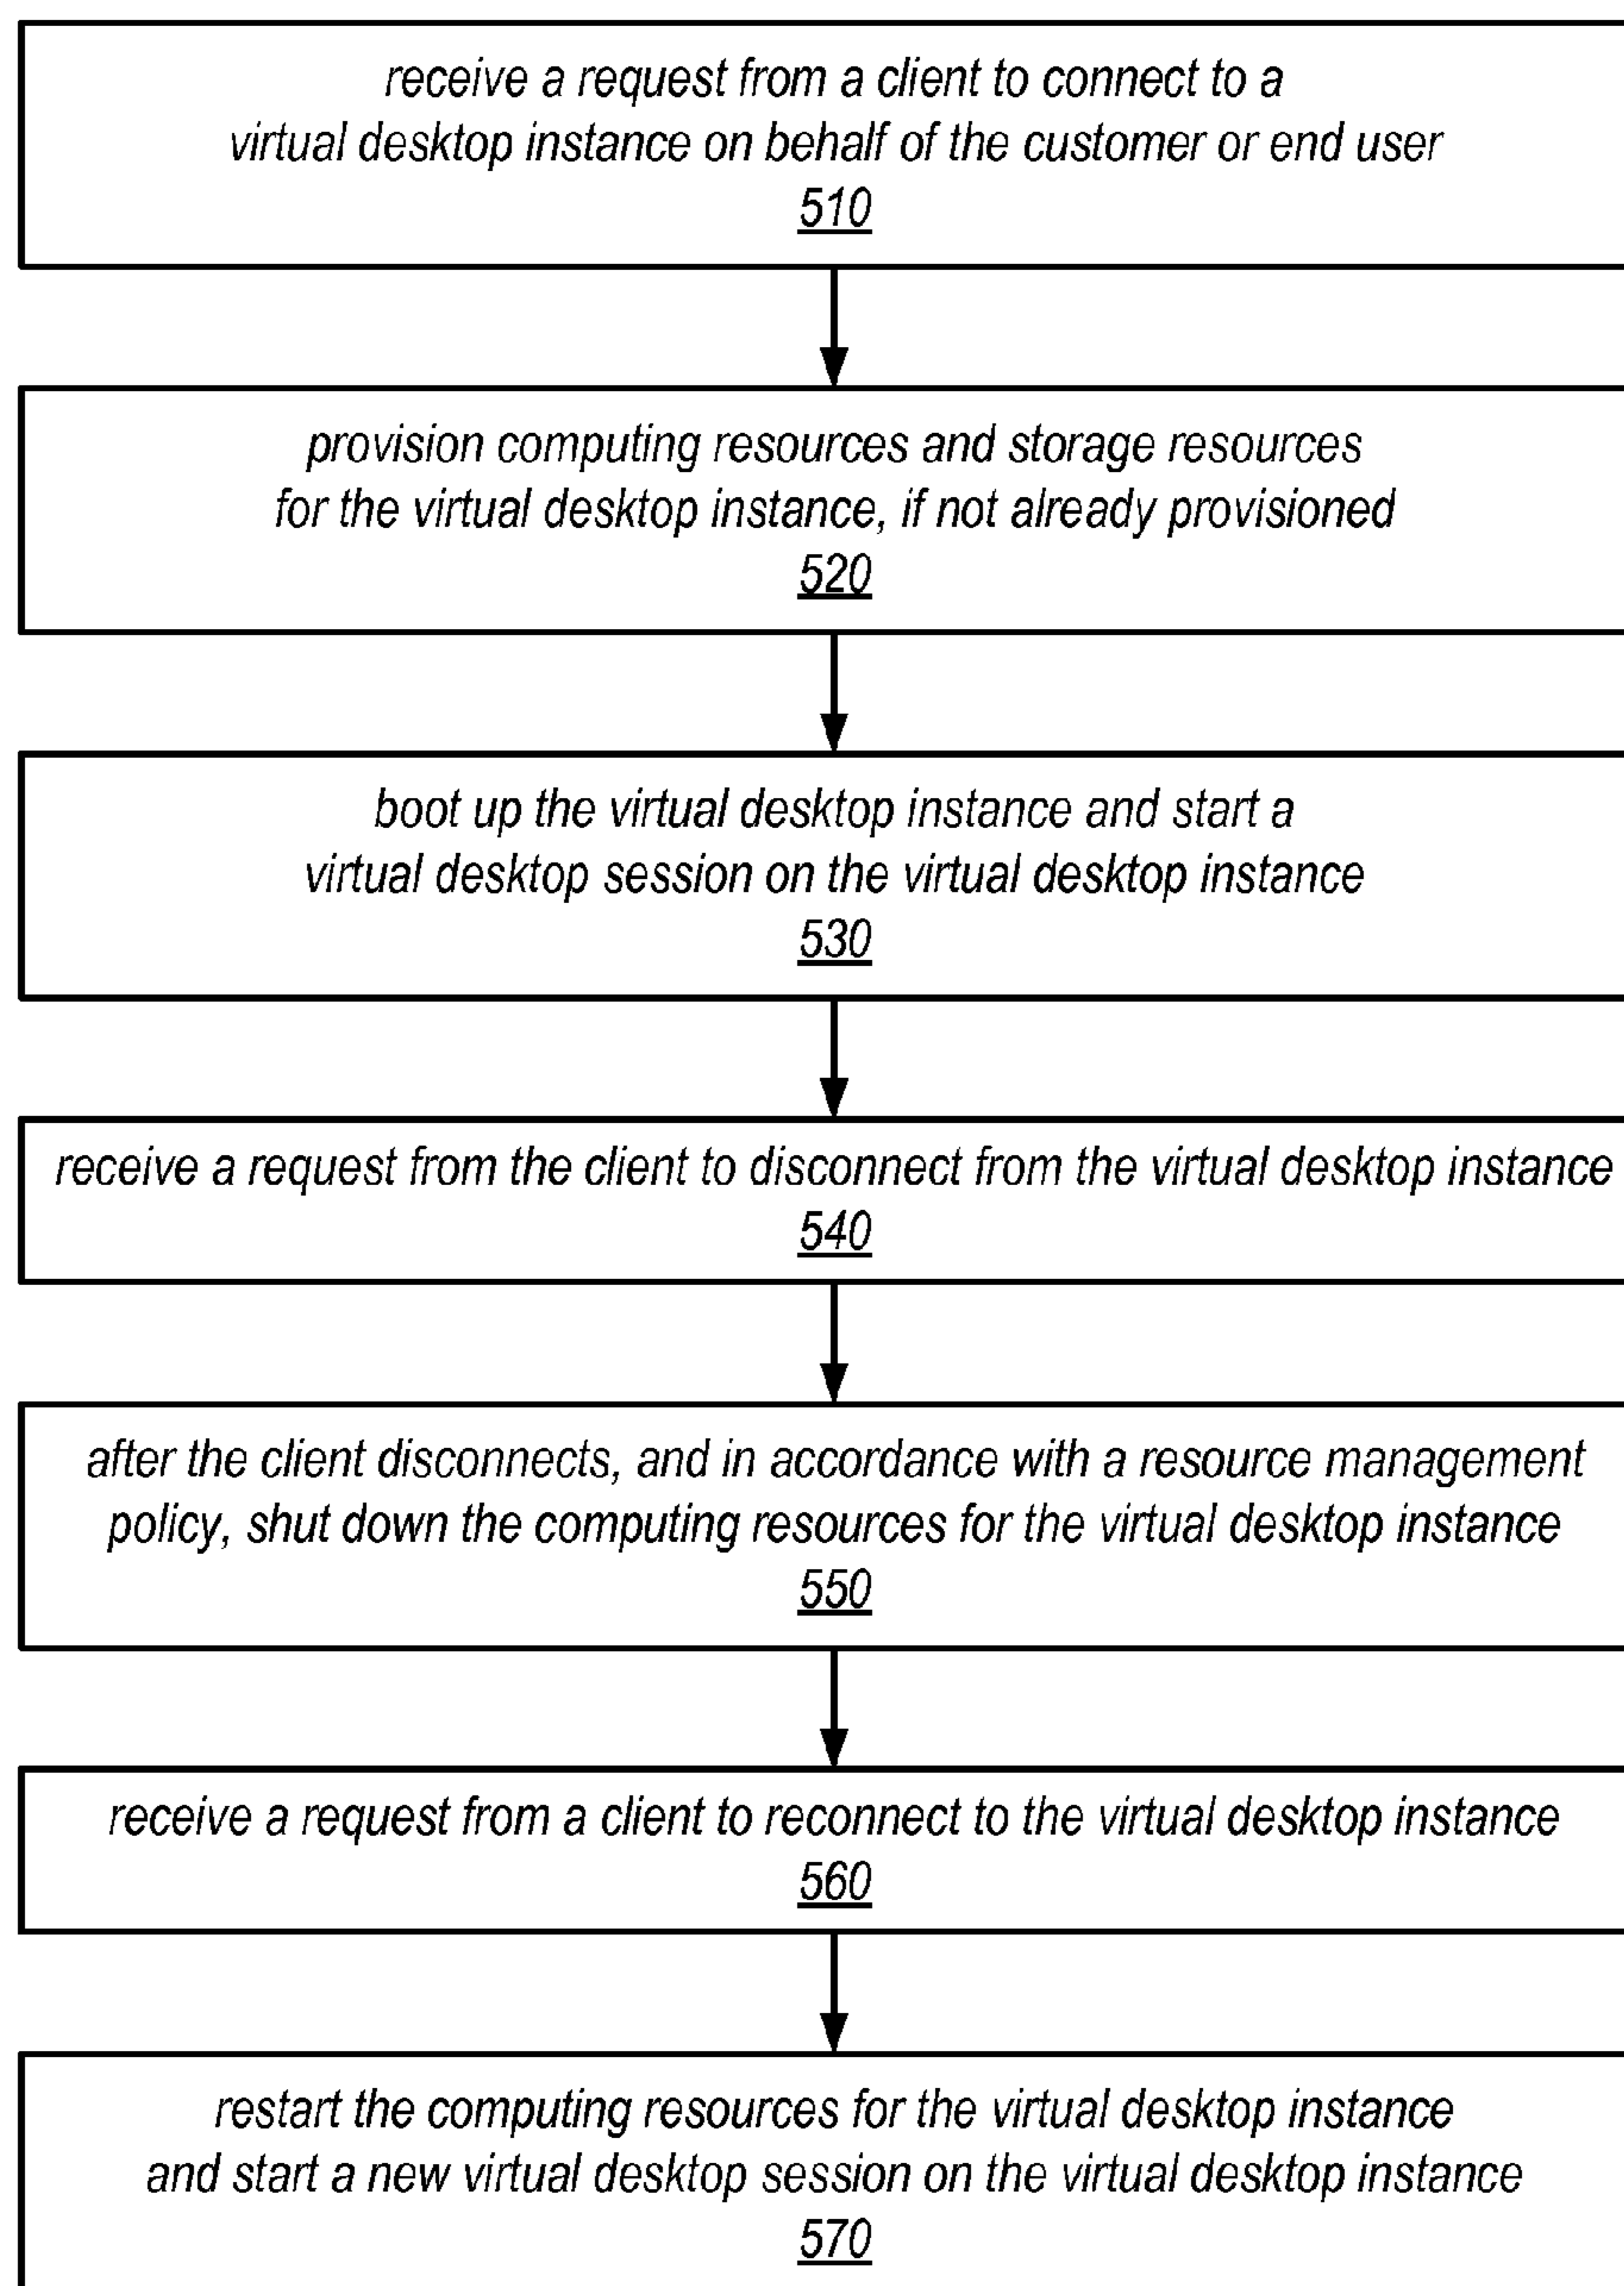 receive a request from a client to connect to a
virtual desktop instance on behalf of the customer or end user
510
provision computing resources and storage resources
for the virtual desktop instance, if not already provisioned
520
boot up the virtual desktop instance and start a
virtual desktop session on the virtual desktop instance
530
receive a request from the client to disconnect from the virtual desktop instance
540
after the client disconnects, and in accordance with a resource management
policy, shut down the computing resources for the virtual desktop instance
550
receive a request from a client to reconnect to the virtual desktop instance
560
restart the computing resources for the virtual desktop instance
and start a new virtual desktop session on the virtual desktop instance
570